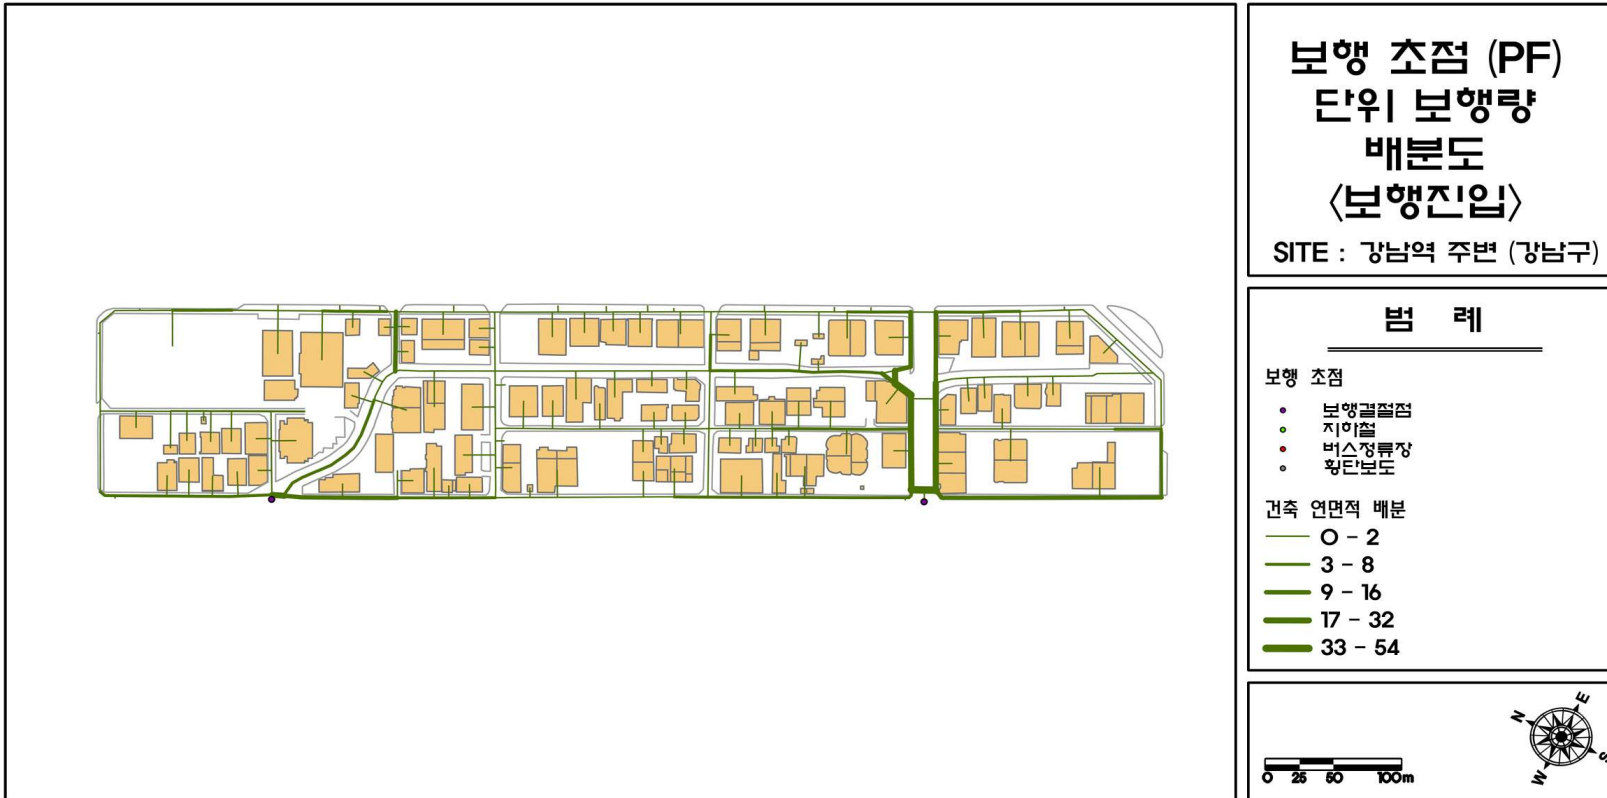 보행 초점 (PF)
단위 보행량
배분도
<보행진입>
SITE : 강남역 주변 (강남구)
범 례
보행 초점
보행결절점
지하철
버스정류장
횡단보도
건축 연면적 배분
0 - 2
3 - 8
9 - 16
17 - 32
33 - 54
N E
W S
0 25 50 100m